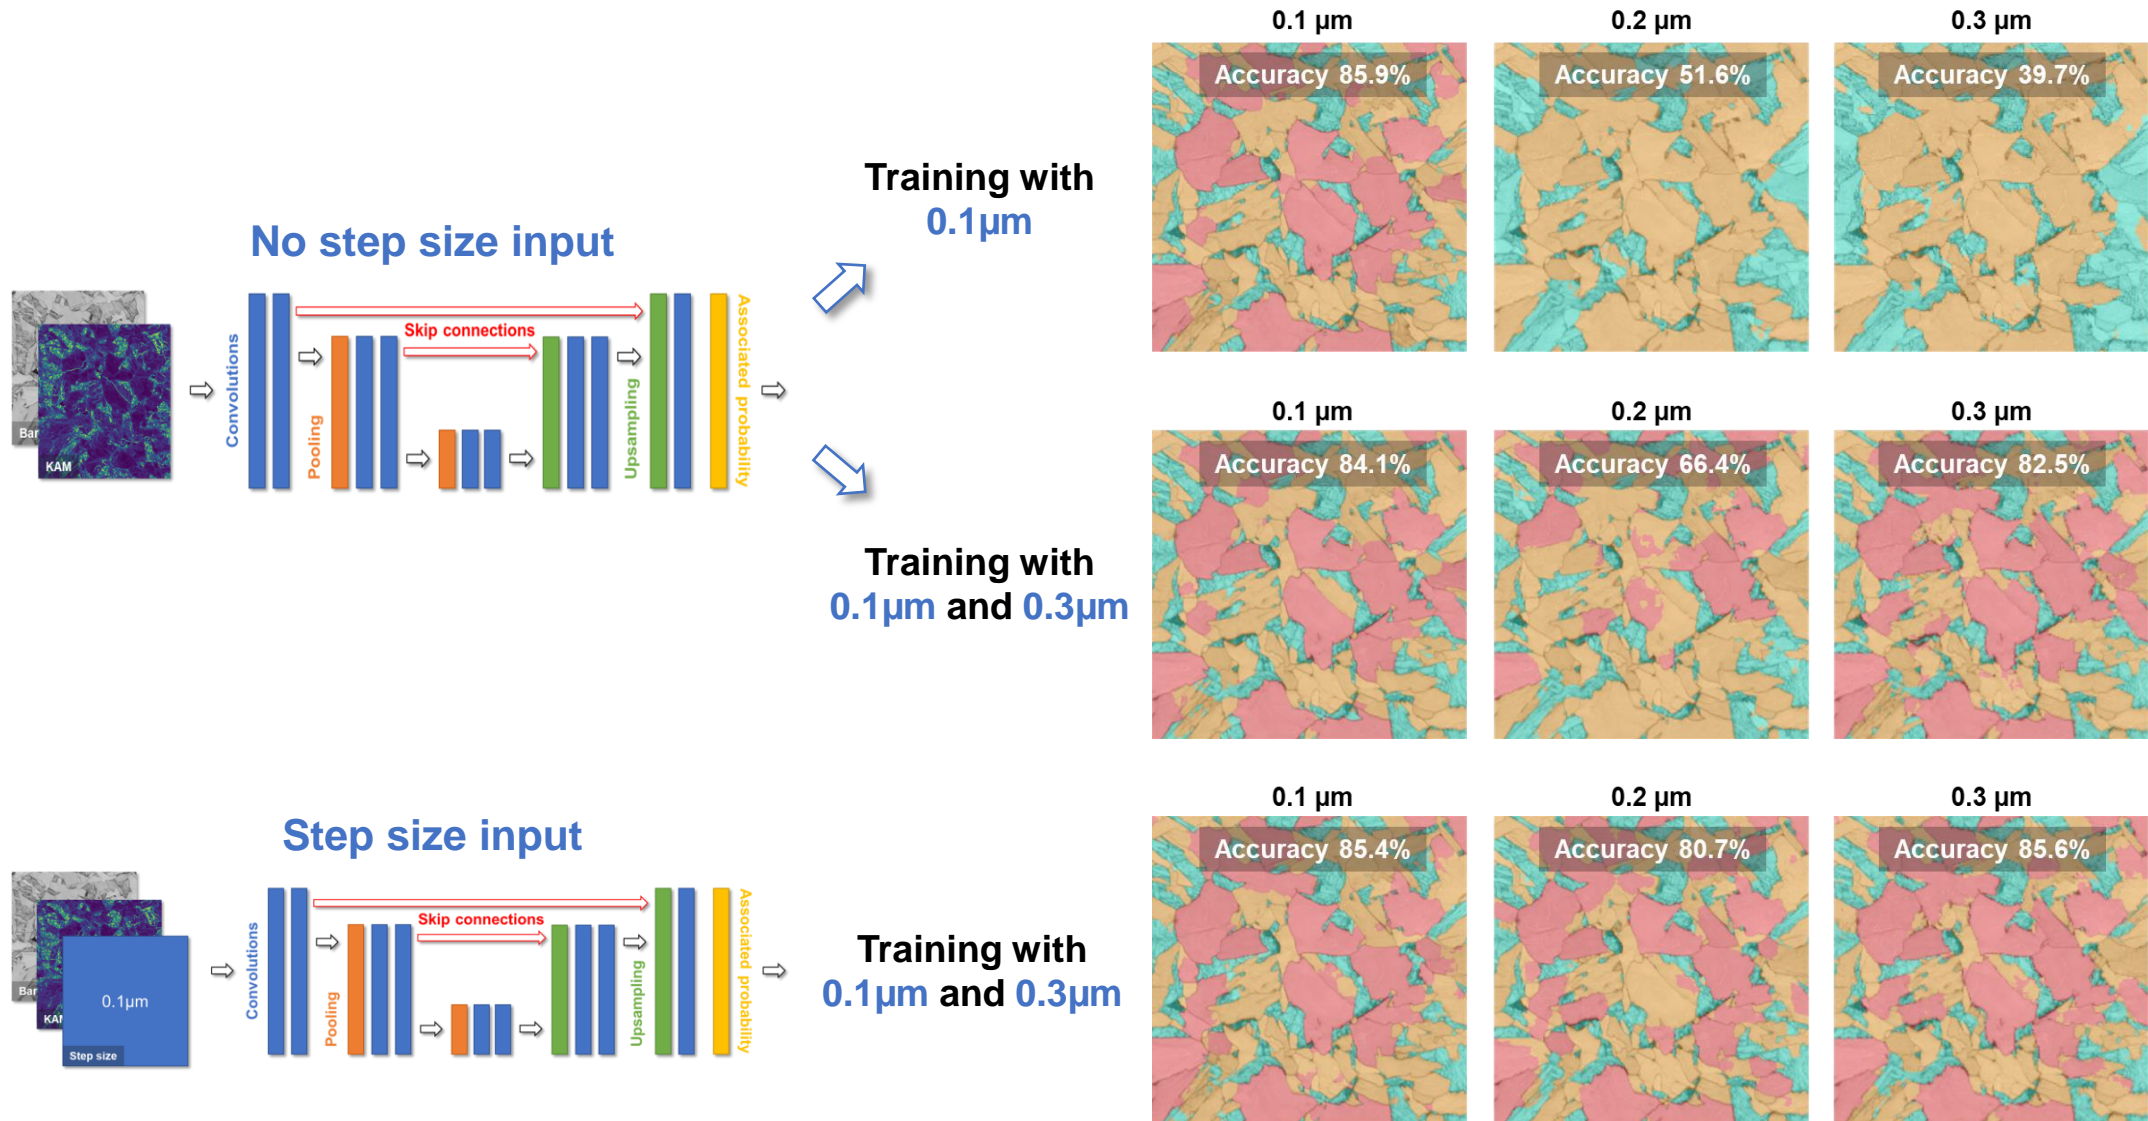 0.1 µm
0.2 µm
0.3 µm
Accuracy 85.9%
Accuracy 51.6%
Accuracy 39.7%
Training with
0.1µm
No step size input
Convolutions
Pooling
Skip connections
Upsampling
Associated probability
Bar
KAM
0.1 µm
0.2 µm
0.3 µm
Accuracy 84.1%
Accuracy 66.4%
Accuracy 82.5%
Training with
0.1µm and 0.3µm
0.1 µm
0.2 µm
0.3 µm
Accuracy 85.4%
Accuracy 80.7%
Accuracy 85.6%
Step size input
Convolutions
Pooling
Skip connections
Upsampling
Associated probability
Bar
KA
0.1µm
Step size
Training with
0.1µm and 0.3µm